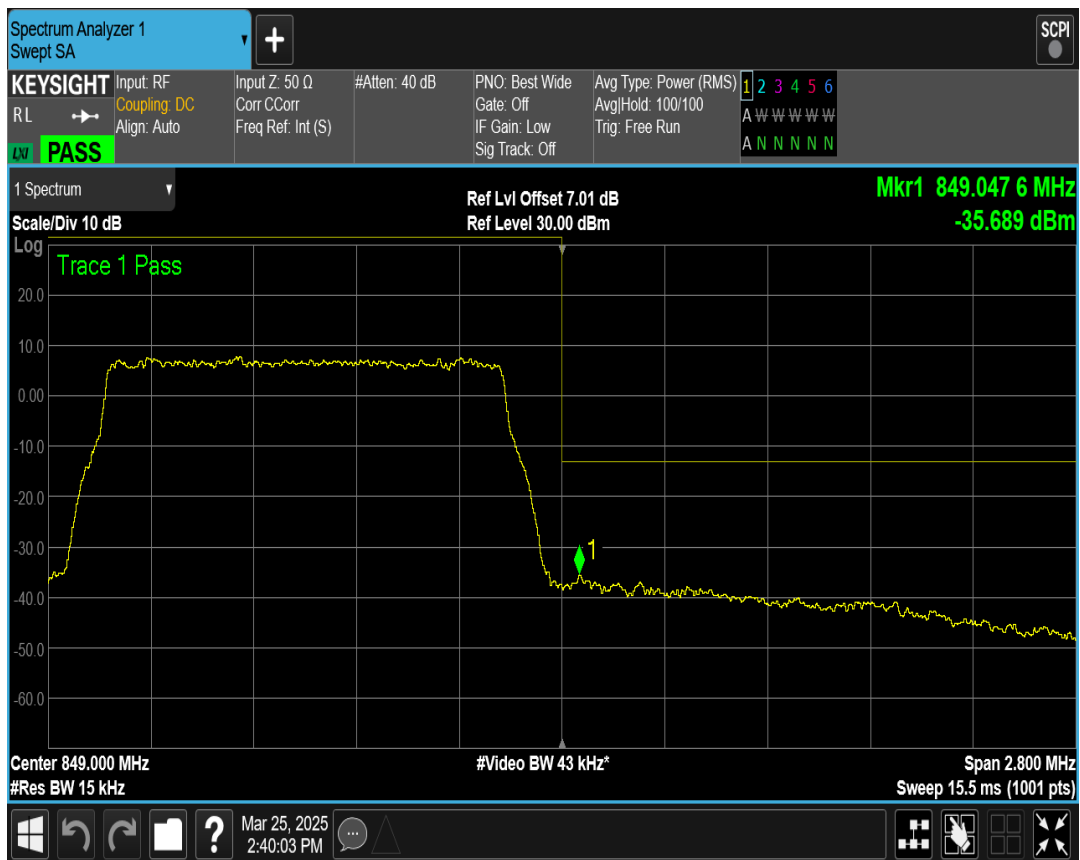 Spectrum Analyzer 1
Swept SA
+
SCPI
KEYSIGHT
RL
LXI PASS
Input: RF
Coupling: DC
Align: Auto
Input Z: 50 Ω
Corr CCorr
Freq Ref: Int (S)
#Atten: 40 dB
PNO: Best Wide
Gate: Off
IF Gain: Low
Sig Track: Off
Avg Type: Power (RMS)
Avg|Hold: 100/100
Trig: Free Run
1 2 3 4 5 6
A W W W W W
A N N N N N
1 Spectrum
Scale/Div 10 dB
Ref Lvl Offset 7.01 dB
Ref Level 30.00 dBm
Mkr1 849.047 6 MHz
-35.689 dBm
Log
Trace 1 Pass
20.0
10.0
0.00
-10.0
-20.0
-30.0
-40.0
-50.0
-60.0
1
Center 849.000 MHz
#Video BW 43 kHz*
Span 2.800 MHz
#Res BW 15 kHz
Sweep 15.5 ms (1001 pts)
?
Mar 25, 2025
2:40:03 PM